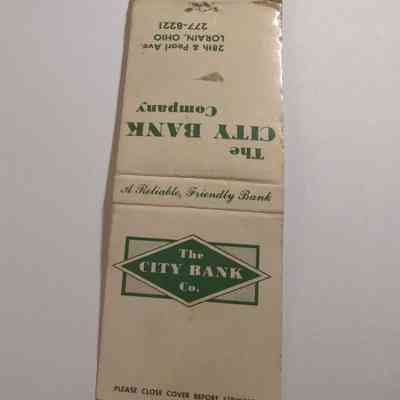 The
CITY BANK
Company
28th & Pearl Ave.
LORAIN, OHIO
277-8221
A Reliable, Friendly Bank
The
CITY BANK
Co.
PLEASE CLOSE COVER BEFORE